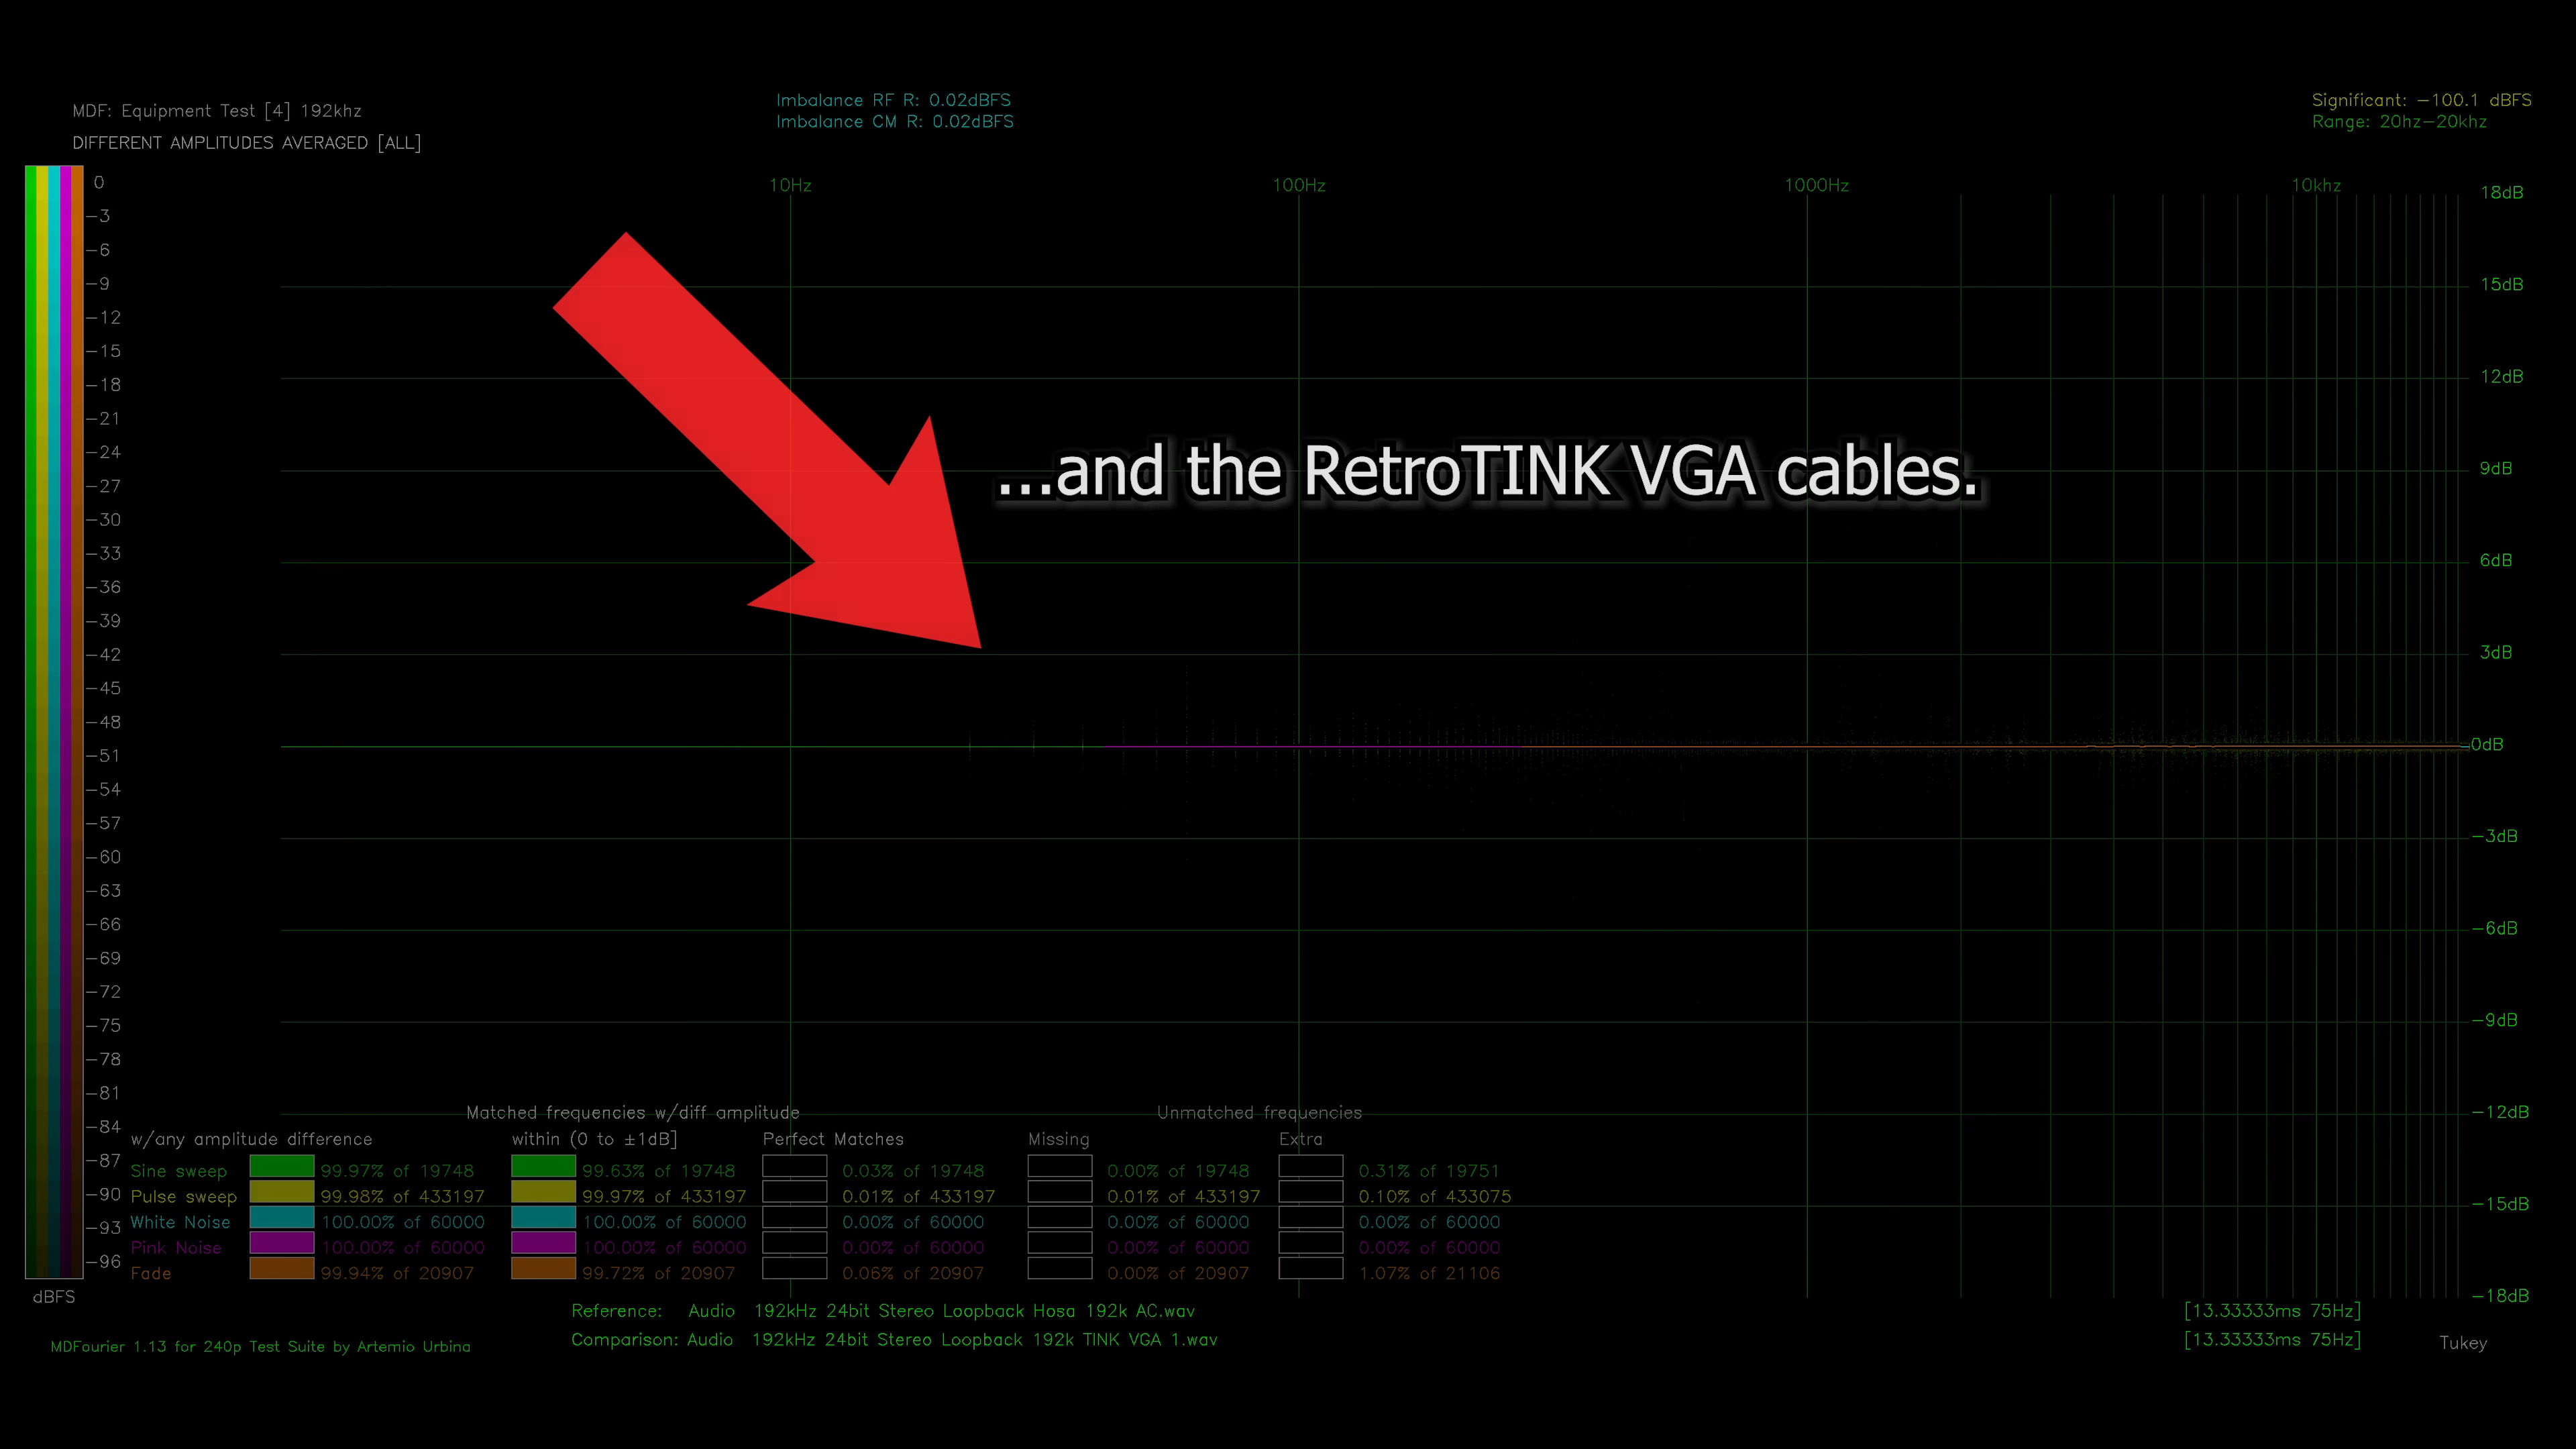 MDF: Equipment Test [4] 192khz
DIFFERENT AMPLITUDES AVERAGED [ALL]
Imbalance RF R: 0.02dBFS
Imbalance CM R: 0.02dBFS
Significant: -100.1 dBFS
Range: 20hz-20khz
10Hz 100Hz 1000Hz 10khz
...and the RetroTINK VGA cables.
0
-3
-6
-9
-12
-15
-18
-21
-24
-27
-30
-33
-36
-39
-42
-45
-48
-51
-54
-57
-60
-63
-66
-69
-72
-75
-78
-81
-84
-87
-90
-93
-96
dBFS
18dB
15dB
12dB
9dB
6dB
3dB
0dB
-3dB
-6dB
-9dB
-12dB
-15dB
-18dB
Matched frequencies w/diff amplitude Unmatched frequencies
w/any amplitude difference within (0 to ±1dB] Perfect Matches Missing Extra
Sine sweep 99.97% of 19748 99.63% of 19748 0.03% of 19748 0.00% of 19748 0.31% of 19751
Pulse sweep 99.98% of 433197 99.97% of 433197 0.01% of 433197 0.01% of 433197 0.10% of 433075
White Noise 100.00% of 60000 100.00% of 60000 0.00% of 60000 0.00% of 60000 0.00% of 60000
Pink Noise 100.00% of 60000 100.00% of 60000 0.00% of 60000 0.00% of 60000 0.00% of 60000
Fade 99.94% of 20907 99.72% of 20907 0.06% of 20907 0.00% of 20907 1.07% of 21106
Reference: Audio 192kHz 24bit Stereo Loopback Hosa 192k AC.wav [13.33333ms 75Hz]
Comparison: Audio 192kHz 24bit Stereo Loopback 192k TINK VGA 1.wav [13.33333ms 75Hz]
MDFourier 1.13 for 240p Test Suite by Artemio Urbina
Tukey